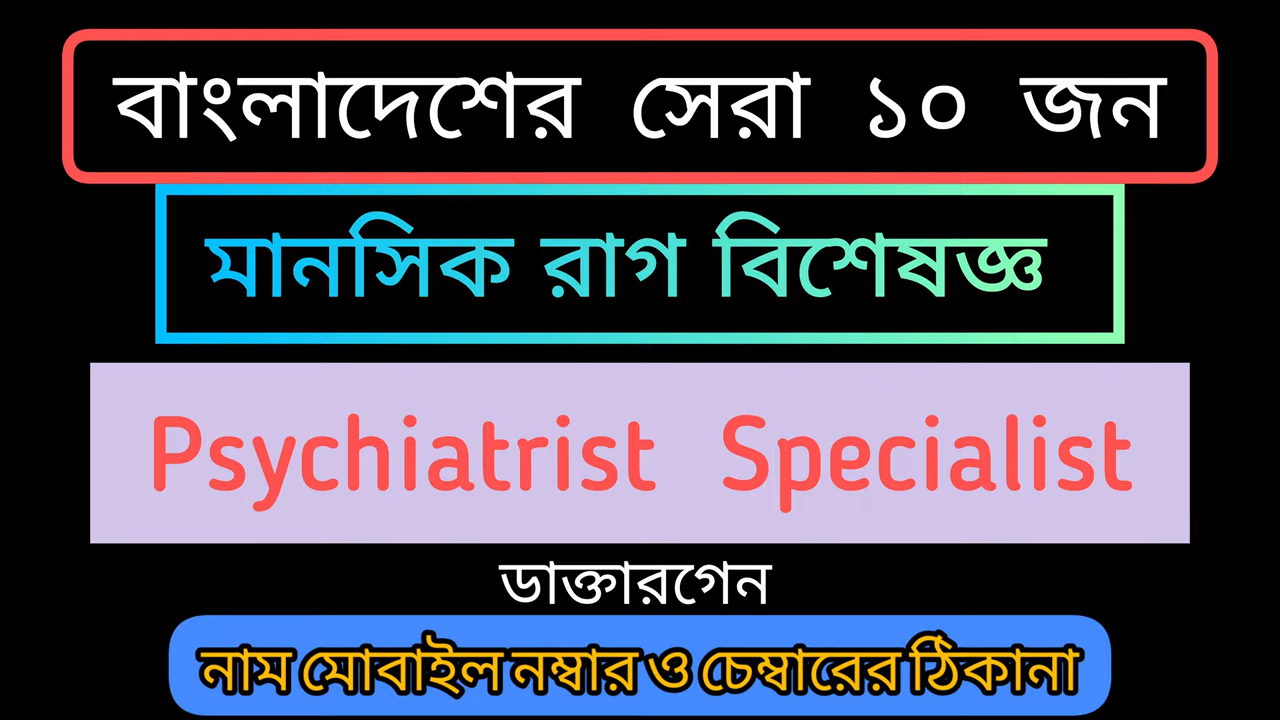 বাংলাদেশের সেরা ১০ জন
মানসিক রাগ বিশেষজ্ঞ
Psychiatrist Specialist
ডাক্তারগেন
নাম মোবাইল নম্বার ও চেম্বারের ঠিকানা